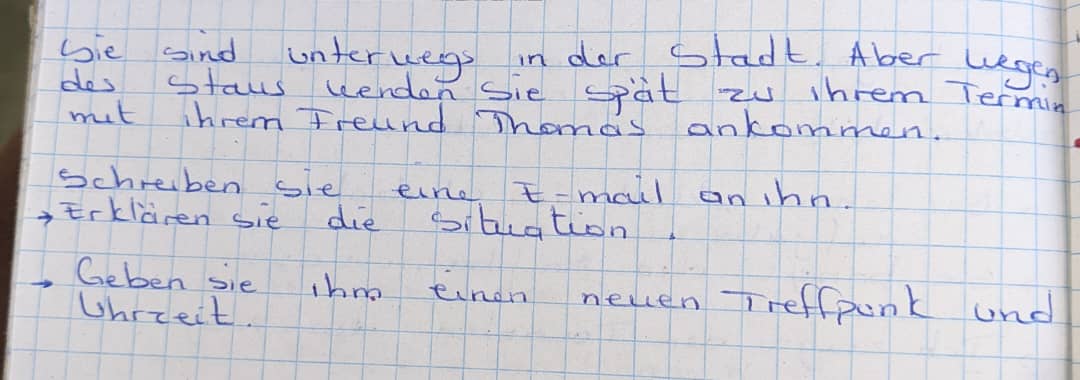 Sie sind unterwegs in der Stadt. Aber wegen
des Staus werden Sie spät zu ihrem Termin
mit ihrem Freund Thomas ankommen.
Schreiben sie eine E-mail an ihn.
→ Erklären sie die Situation.
→ Geben sie ihm einen neuen Treffpunk und
Uhrzeit.